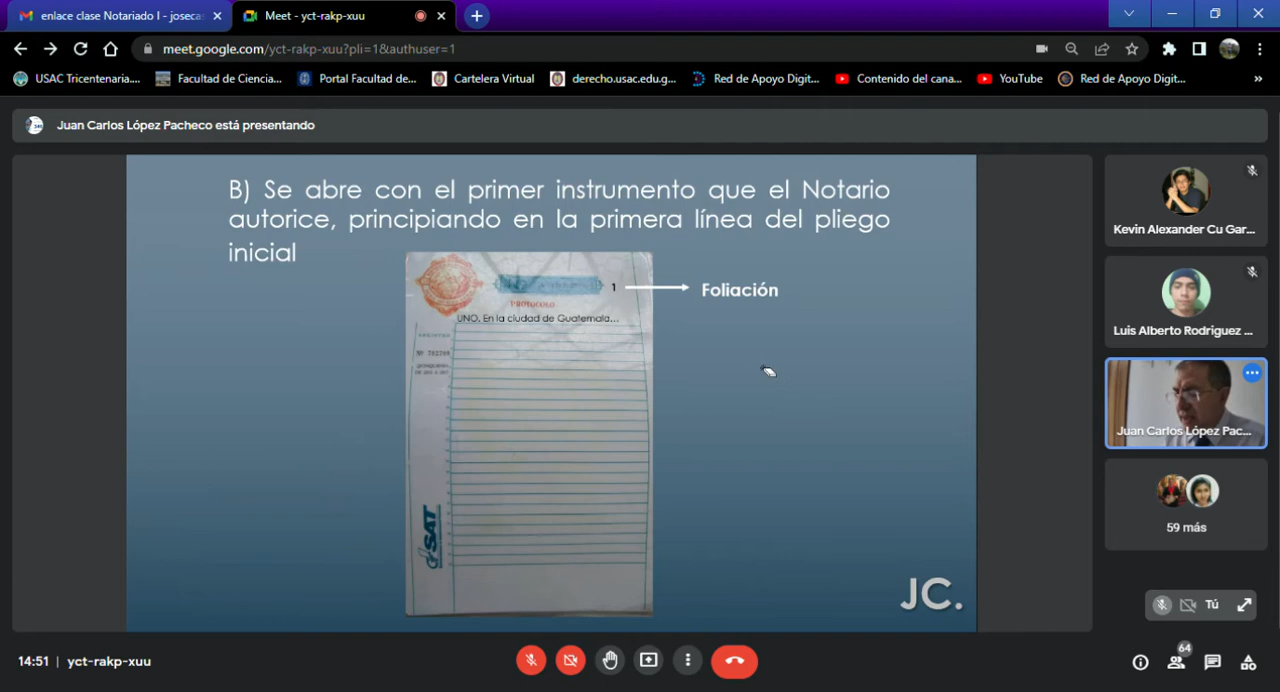 enlace clase Notariado I - joseca
Meet - yct-rakp-xuu
meet.google.com/yct-rakp-xuu?pli=1&authuser=1
USAC Tricentenaria....
Facultad de Ciencia...
Portal Facultad de...
Cartelera Virtual
derecho.usac.edu.g...
Red de Apoyo Digit...
Contenido del cana...
YouTube
Red de Apoyo Digit...
»
Juan Carlos López Pacheco está presentando
B) Se abre con el primer instrumento que el Notario
autorice, principiando en la primera línea del pliego
inicial
1
Foliación
PROTOCOLO
UNO. En la ciudad de Guatemala...
SAT
JC.
Kevin Alexander Cu Gar...
Luis Alberto Rodriguez ...
Juan Carlos López Pac...
59 más
Tú
14:51 | yct-rakp-xuu
64